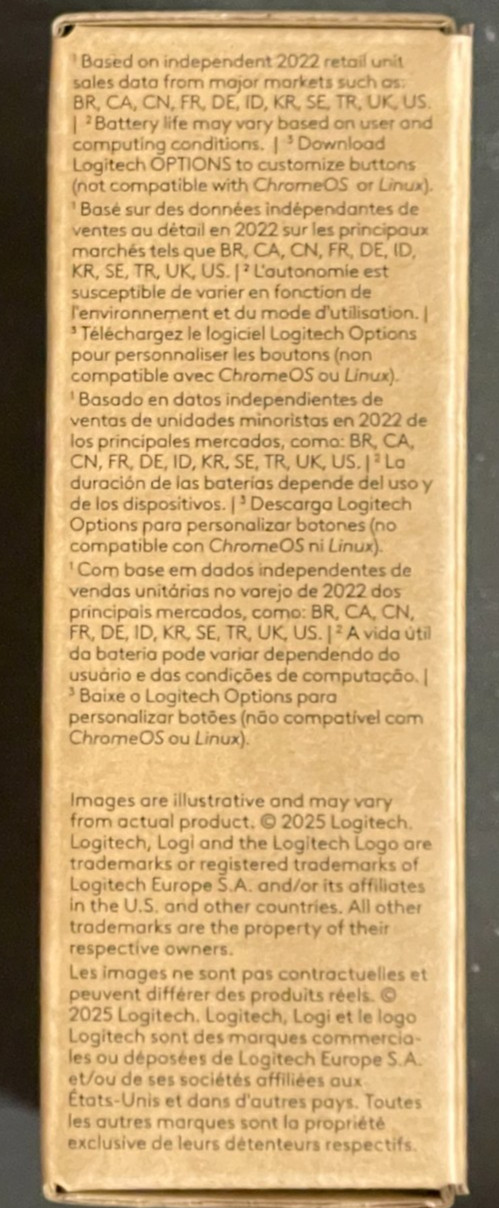 ¹ Based on independent 2022 retail unit
sales data from major markets such as:
BR, CA, CN, FR, DE, ID, KR, SE, TR, UK, US.
| ² Battery life may vary based on user and
computing conditions. | ³ Download
Logitech OPTIONS to customize buttons
(not compatible with ChromeOS or Linux).
¹ Basé sur des données indépendantes de
ventes au détail en 2022 sur les principaux
marchés tels que BR, CA, CN, FR, DE, ID,
KR, SE, TR, UK, US. | ² L'autonomie est
susceptible de varier en fonction de
l'environnement et du mode d'utilisation. |
³ Téléchargez le logiciel Logitech Options
pour personnaliser les boutons (non
compatible avec ChromeOS ou Linux).
¹ Basado en datos independientes de
ventas de unidades minoristas en 2022 de
los principales mercados, como: BR, CA,
CN, FR, DE, ID, KR, SE, TR, UK, US. | ² La
duración de las baterías depende del uso y
de los dispositivos. | ³ Descarga Logitech
Options para personalizar botones (no
compatible con ChromeOS ni Linux).
¹ Com base em dados independentes de
vendas unitárias no varejo de 2022 dos
principais mercados, como: BR, CA, CN,
FR, DE, ID, KR, SE, TR, UK, US. | ² A vida útil
da bateria pode variar dependendo do
usuário e das condições de computação. |
³ Baixe o Logitech Options para
personalizar botões (não compatível com
ChromeOS ou Linux).
Images are illustrative and may vary
from actual product. © 2025 Logitech.
Logitech, Logi and the Logitech Logo are
trademarks or registered trademarks of
Logitech Europe S.A. and/or its affiliates
in the U.S. and other countries. All other
trademarks are the property of their
respective owners.
Les images ne sont pas contractuelles et
peuvent différer des produits réels. ©
2025 Logitech. Logitech, Logi et le logo
Logitech sont des marques commercia-
les ou déposées de Logitech Europe S.A.
et/ou de ses sociétés affiliées aux
États-Unis et dans d'autres pays. Toutes
les autres marques sont la propriété
exclusive de leurs détenteurs respectifs.